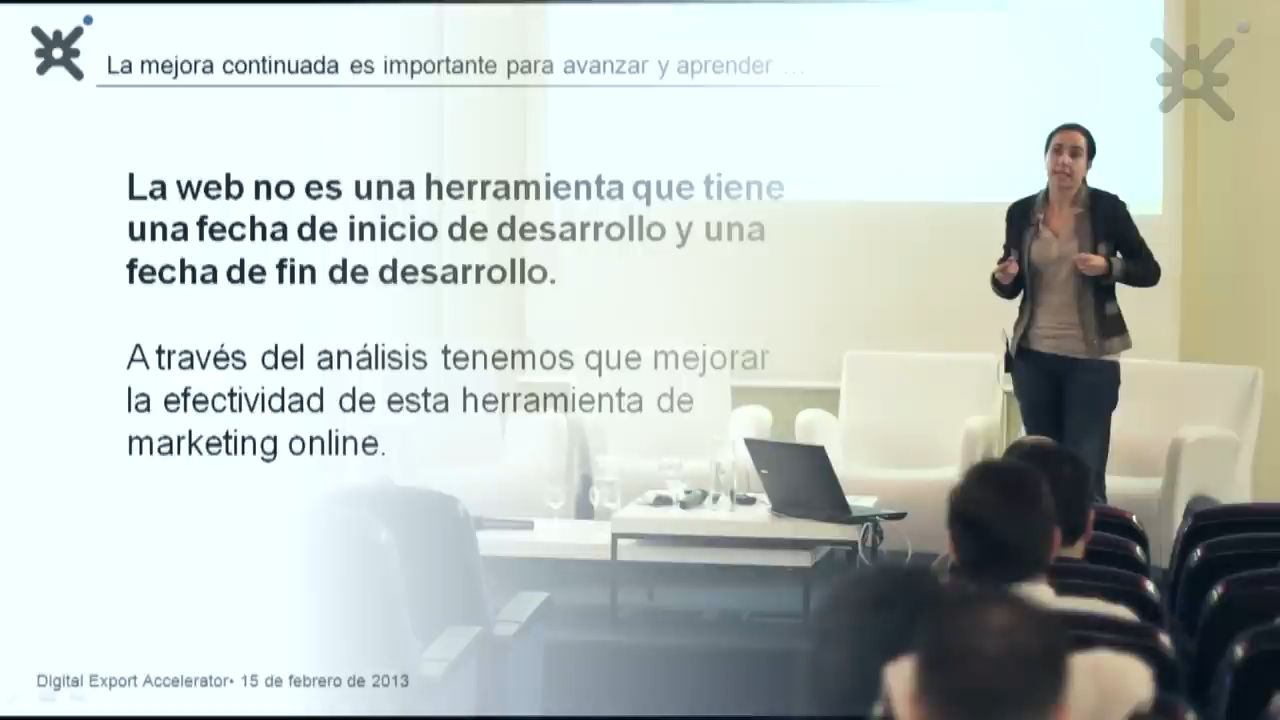 La mejora continuada es importante para avanzar y aprender ...
La web no es una herramienta que tiene
una fecha de inicio de desarrollo y una
fecha de fin de desarrollo.
A través del análisis tenemos que mejorar
la efectividad de esta herramienta de
marketing online.
Digital Export Accelerator• 15 de febrero de 2013